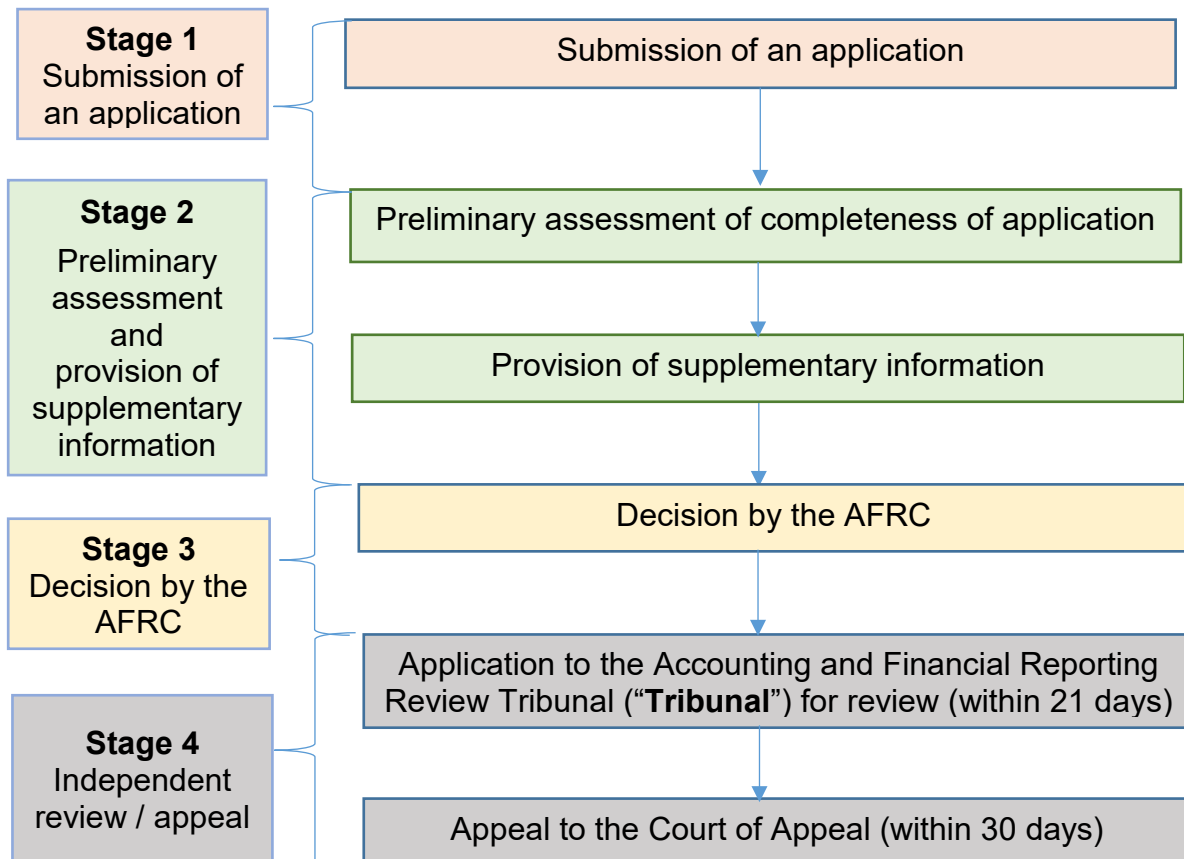 Stage 1
Submission of
an application
Submission of an application
Stage 2
Preliminary
assessment
and
provision of
supplementary
information
Preliminary assessment of completeness of application
Provision of supplementary information
Stage 3
Decision by the
AFRC
Decision by the AFRC
Stage 4
Independent
review / appeal
Application to the Accounting and Financial Reporting
Review Tribunal (“Tribunal”) for review (within 21 days)
Appeal to the Court of Appeal (within 30 days)